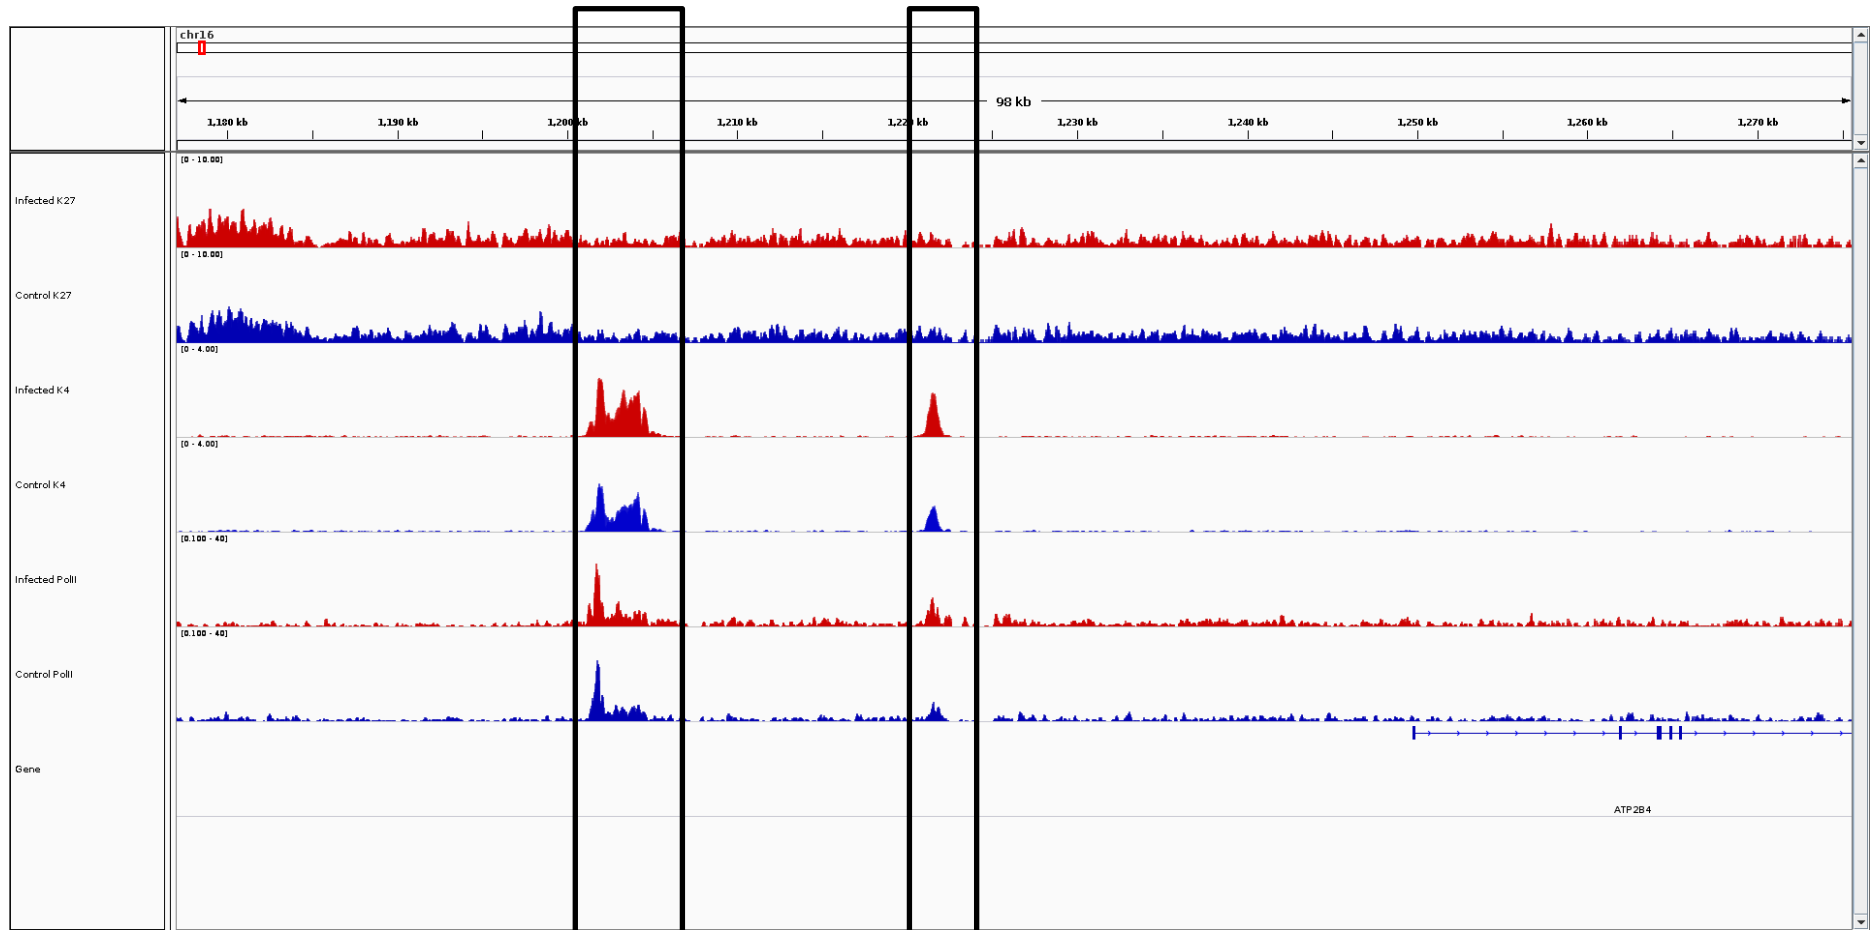 chr16
98 kb
1,180 kb 1,190 kb 1,200 kb 1,210 kb 1,220 kb 1,230 kb 1,240 kb 1,250 kb 1,260 kb 1,270 kb
[0 - 10.00]
Infected K27
[0 - 10.00]
Control K27
[0 - 4.00]
Infected K4
[0 - 4.00]
Control K4
[0.100 - 40]
Infected PolII
[0.100 - 40]
Control PolII
Gene
ATP2B4